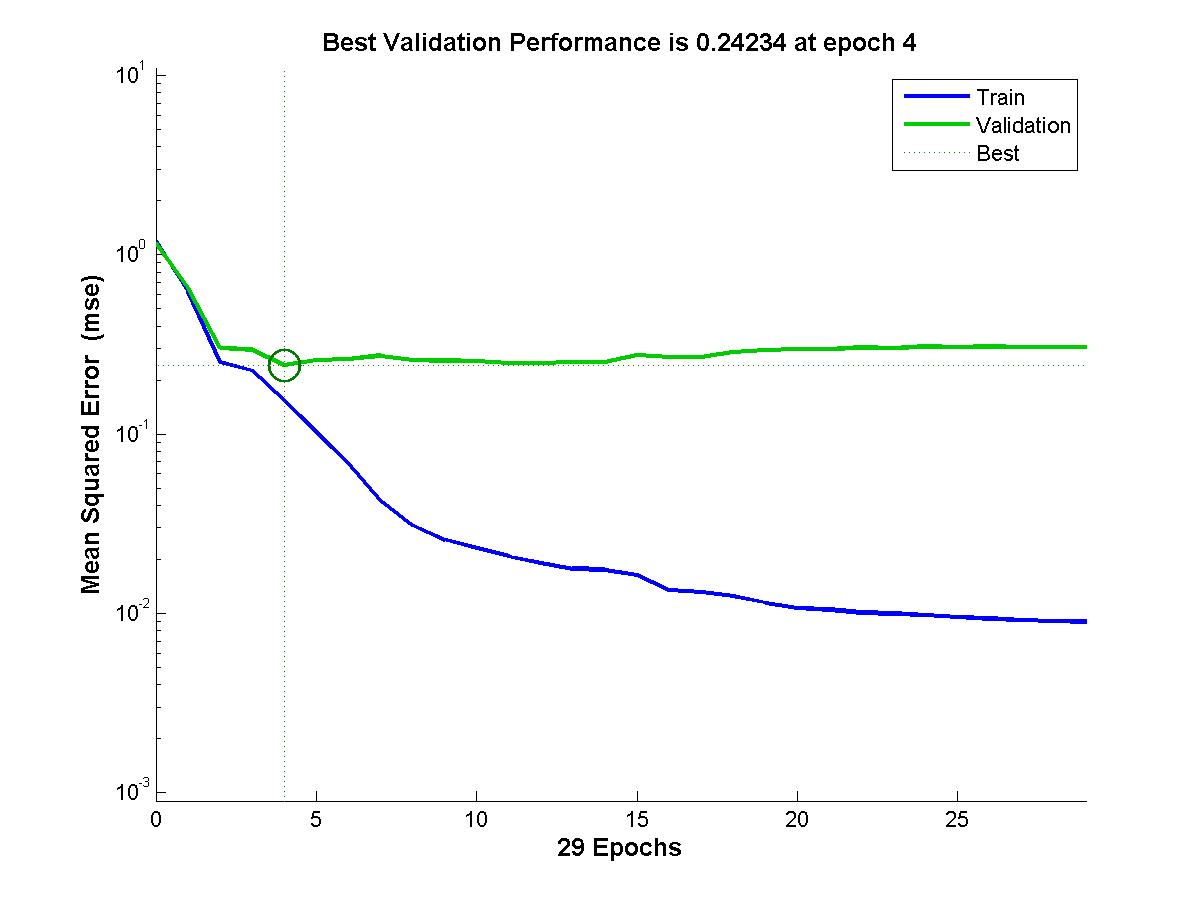 Best Validation Performance is 0.24234 at epoch 4
Train
Validation
Best
Mean Squared Error  (mse)
10^1
10^0
10^-1
10^-2
10^-3
0 5 10 15 20 25
29 Epochs